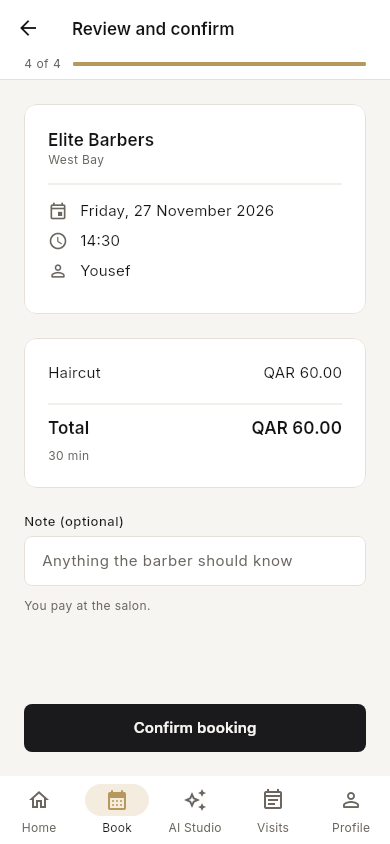 Review and confirm
4 of 4
Elite Barbers
West Bay
Friday, 27 November 2026
14:30
Yousef
Haircut QAR 60.00
Total QAR 60.00
30 min
Note (optional)
Anything the barber should know
You pay at the salon.
Confirm booking
Home Book AI Studio Visits Profile